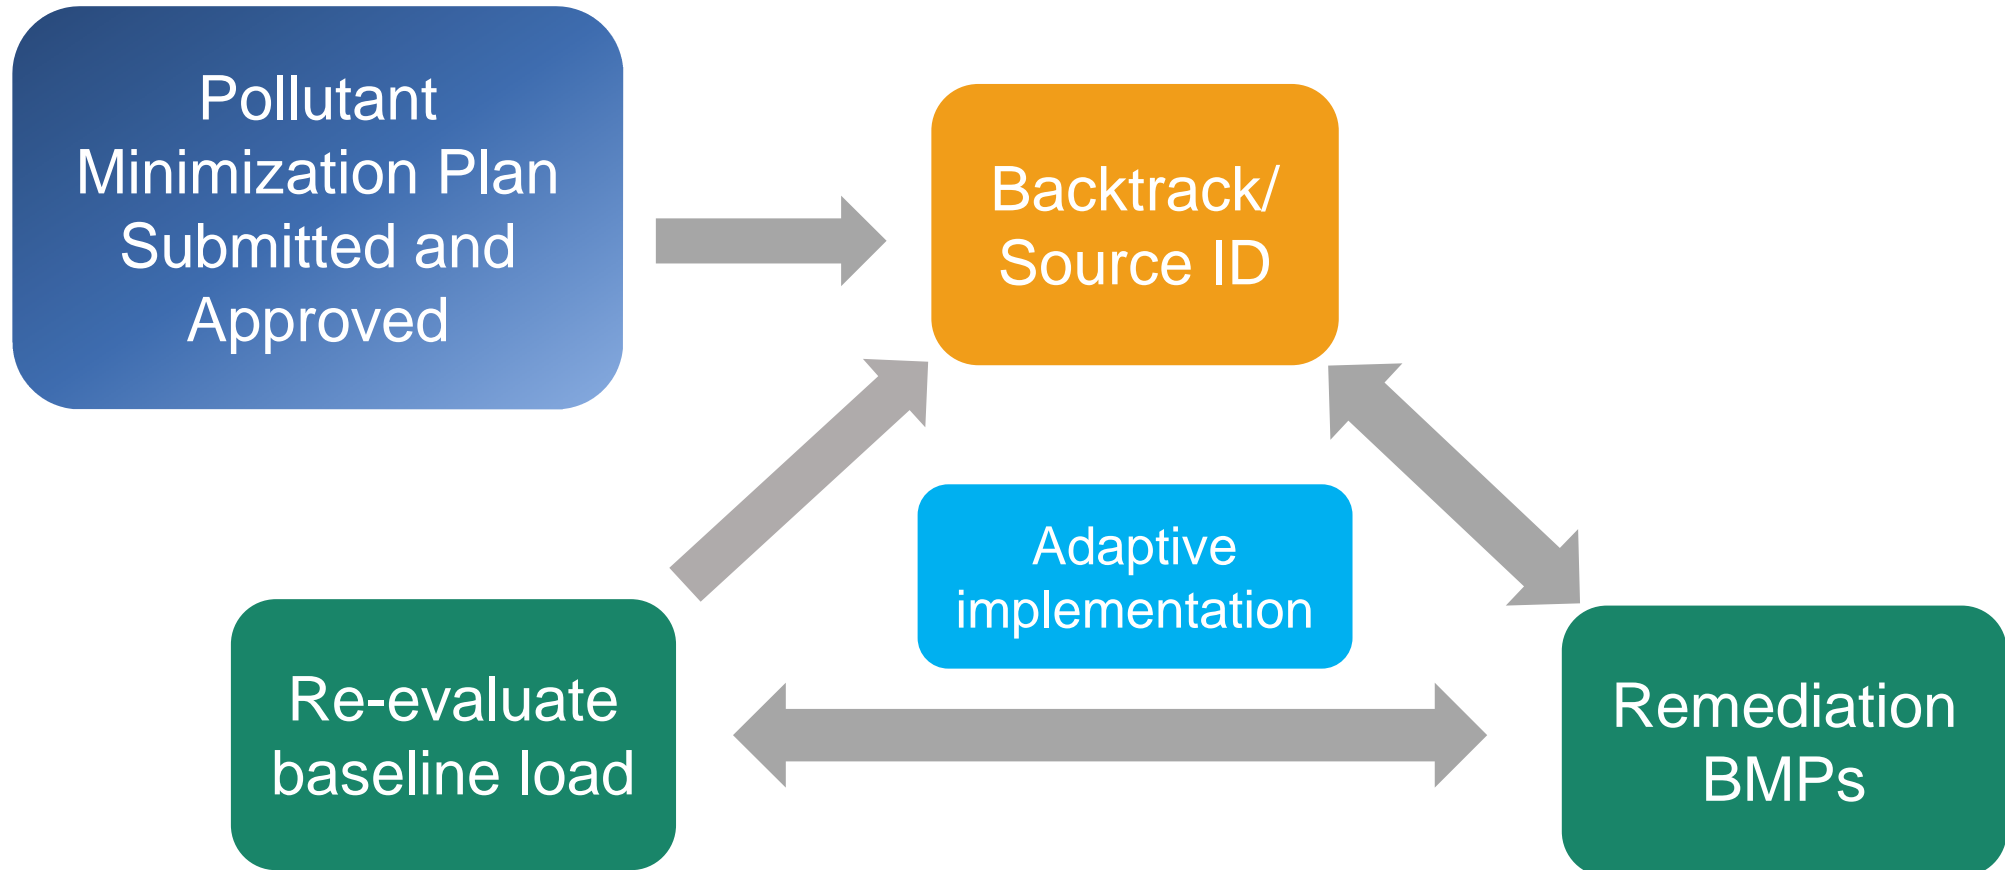 Pollutant
Minimization Plan
Submitted and
Approved
Backtrack/
Source ID
Adaptive
implementation
Re-evaluate
baseline load
Remediation
BMPs